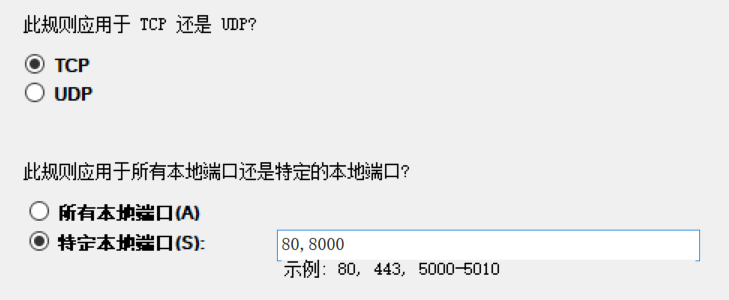 此规则应用于 TCP 还是 UDP?
TCP
UDP
此规则应用于所有本地端口还是特定的本地端口?
所有本地端口(A)
特定本地端口(S):
80,8000
示例: 80, 443, 5000-5010